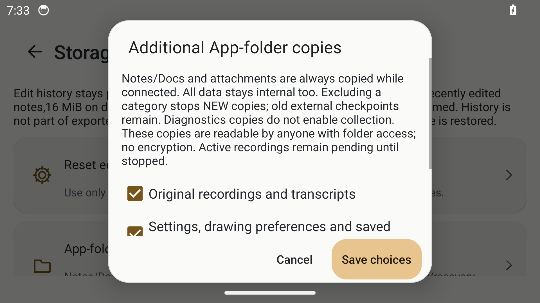 7:33
Additional App-folder copies
Storag
Notes/Docs and attachments are always copied while
connected. All data stays internal too. Excluding a
category stops NEW copies; old external checkpoints
remain. Diagnostics copies do not enable collection.
These copies are readable by anyone with folder access;
no encryption. Active recordings remain pending until
stopped.
Edit history stays p
ecently edited
notes,16 MiB on d
med. History is
not part of exporte
is restored.
Reset e
Use only
es.
Original recordings and transcripts
Settings, drawing preferences and saved
App-fol
Cancel
Save choices